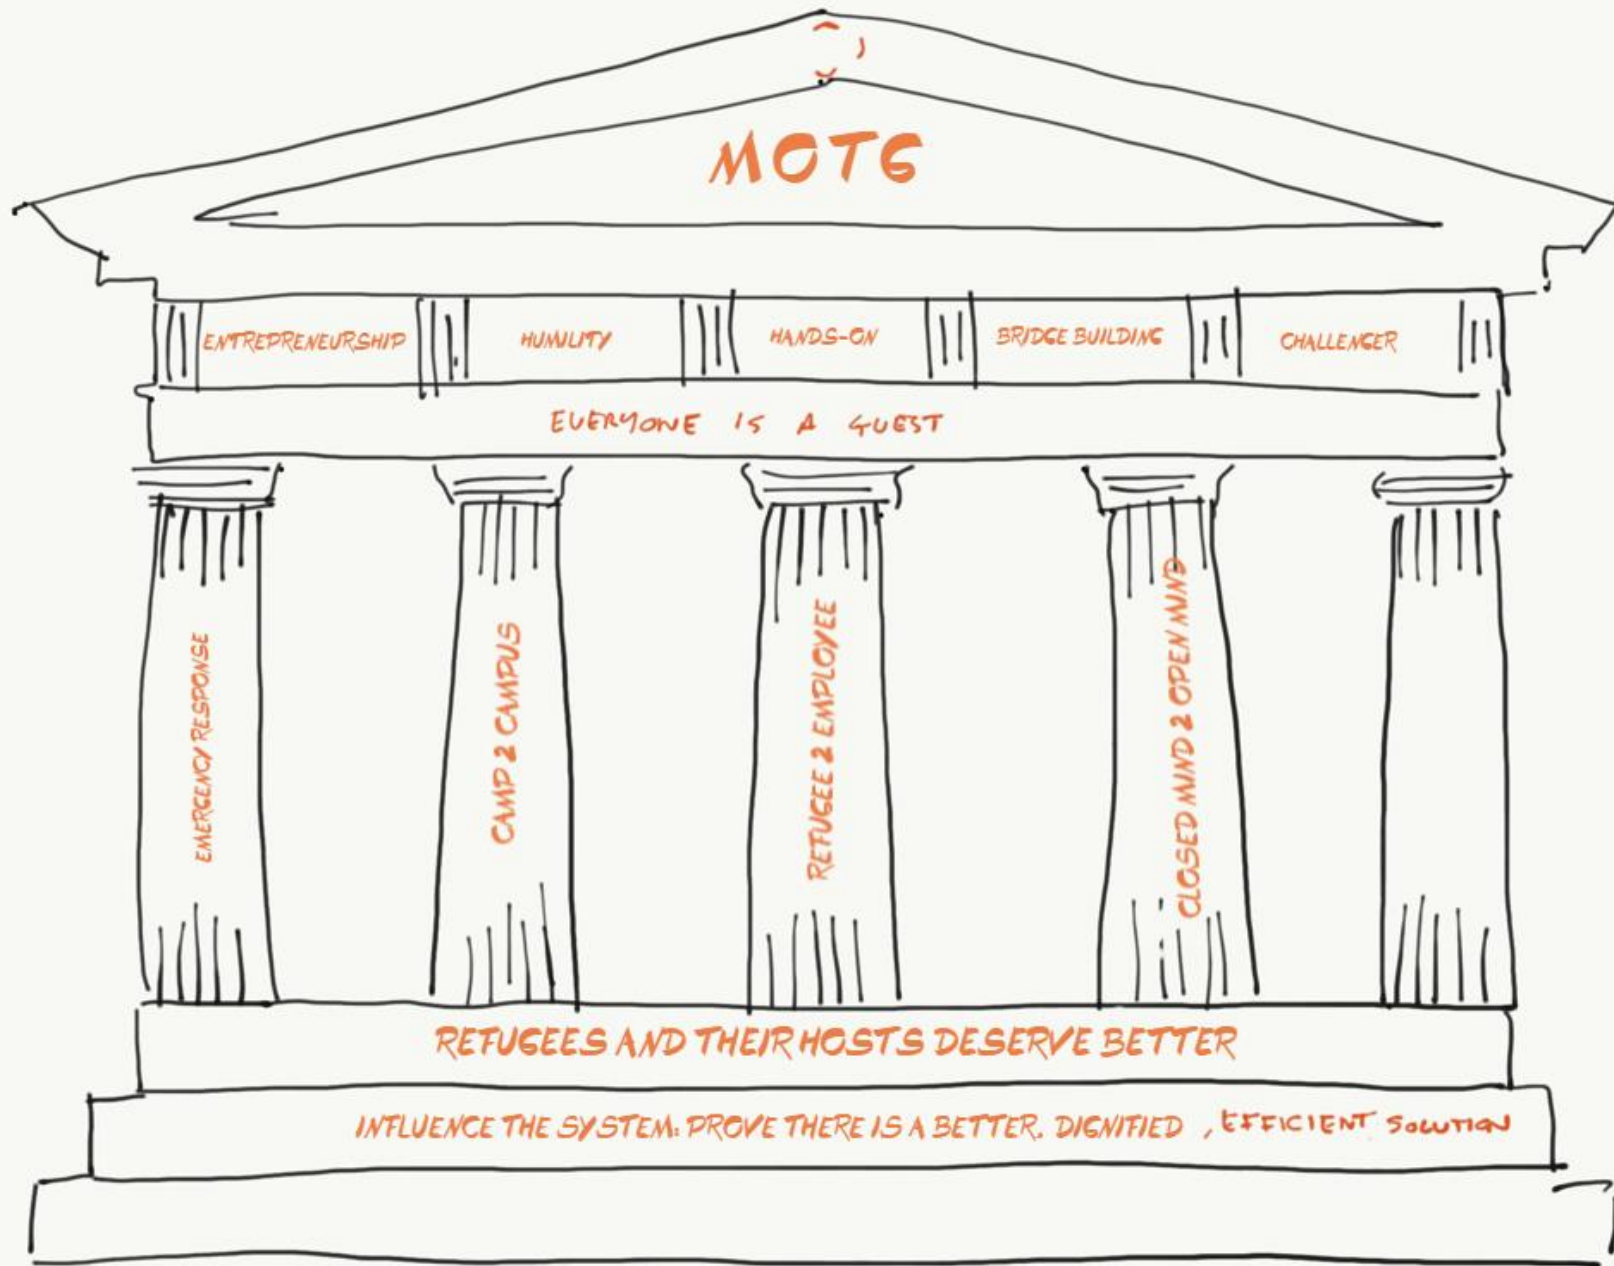 MOTG
ENTREPRENEURSHIP
HUMILITY
HANDS-ON
BRIDGE BUILDING
CHALLENGER
EVERYONE IS A GUEST
EMERGENCY RESPONSE
CAMP 2 CAMPUS
REFUGEE 2 EMPLOYEE
CLOSED MIND 2 OPEN MIND
REFUGEES AND THEIR HOSTS DESERVE BETTER
INFLUENCE THE SYSTEM: PROVE THERE IS A BETTER, DIGNIFIED , EFFICIENT SOLUTION